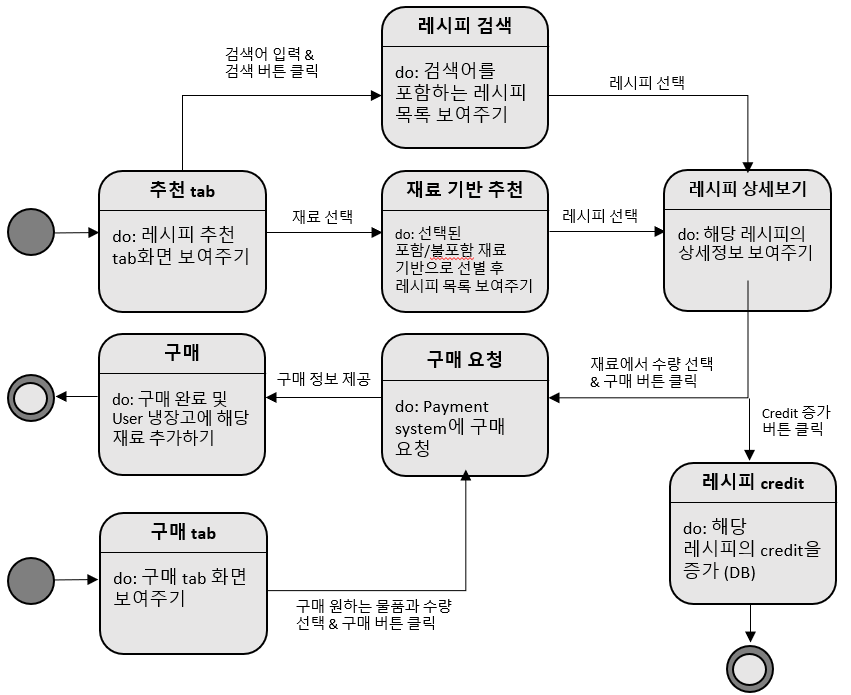 레시피 검색
do: 검색어를
포함하는 레시피
목록 보여주기
검색어 입력 &
검색 버튼 클릭
레시피 선택
추천 tab
do: 레시피 추천
tab화면 보여주기
재료 선택
재료 기반 추천
do: 선택된
포함/불포함 재료
기반으로 선별 후
레시피 목록 보여주기
레시피 선택
레시피 상세보기
do: 해당 레시피의
상세정보 보여주기
구매
do: 구매 완료 및
User 냉장고에 해당
재료 추가하기
구매 정보 제공
구매 요청
do: Payment
system에 구매
요청
재료에서 수량 선택
& 구매 버튼 클릭
Credit 증가
버튼 클릭
레시피 credit
do: 해당
레시피의 credit을
증가 (DB)
구매 tab
do: 구매 tab 화면
보여주기
구매 원하는 물품과 수량
선택 & 구매 버튼 클릭